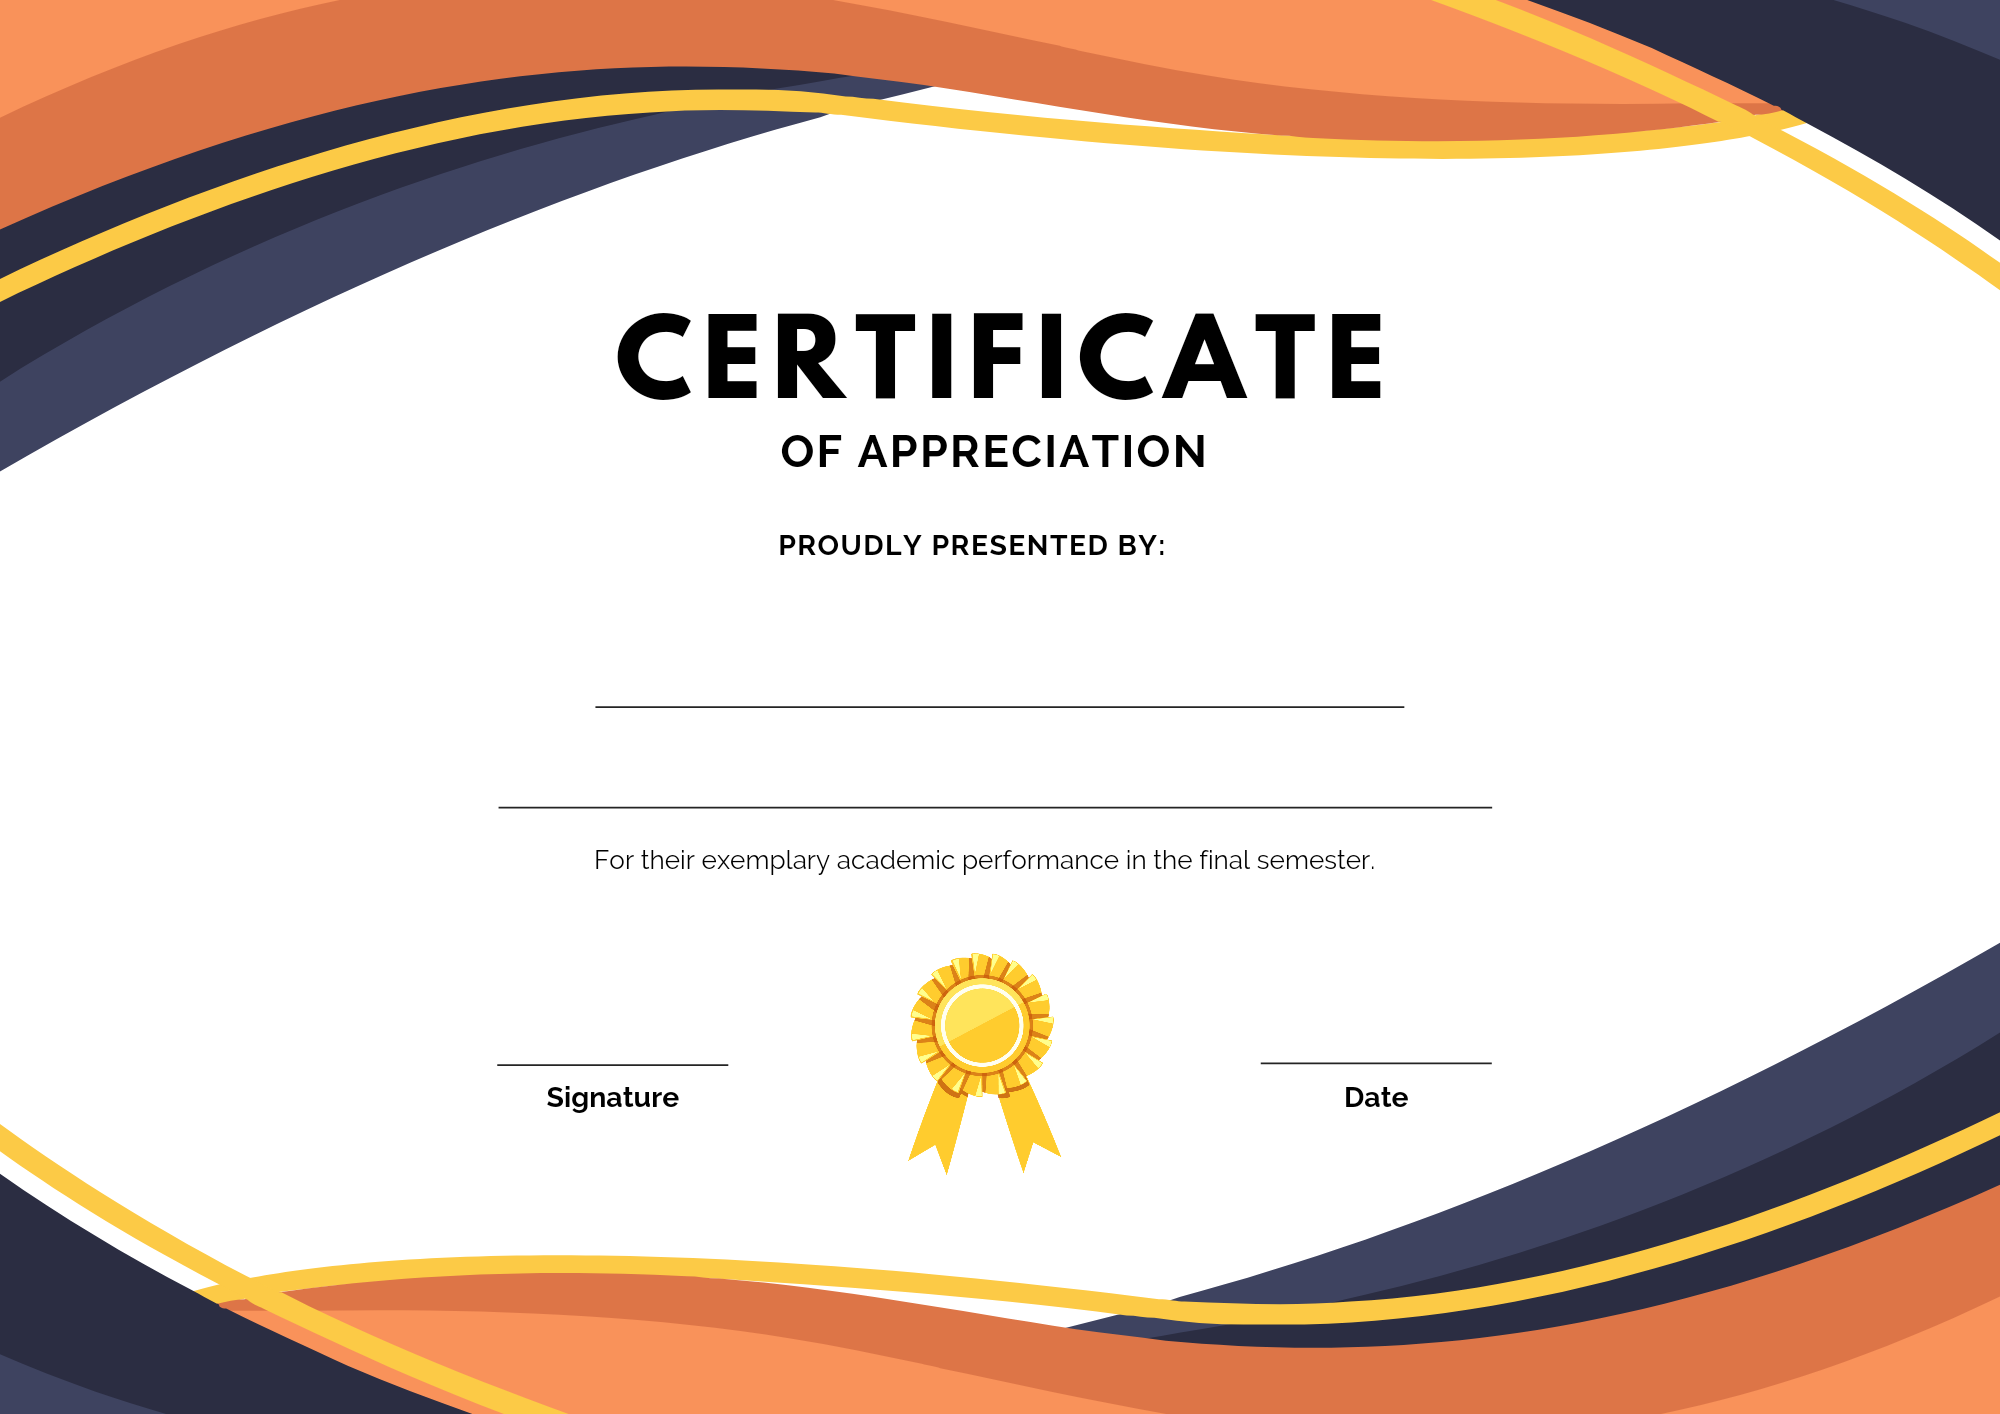 CERTIFICATE
OF APPRECIATION
PROUDLY PRESENTED BY:
For their exemplary academic performance in the final semester.
Signature
Date